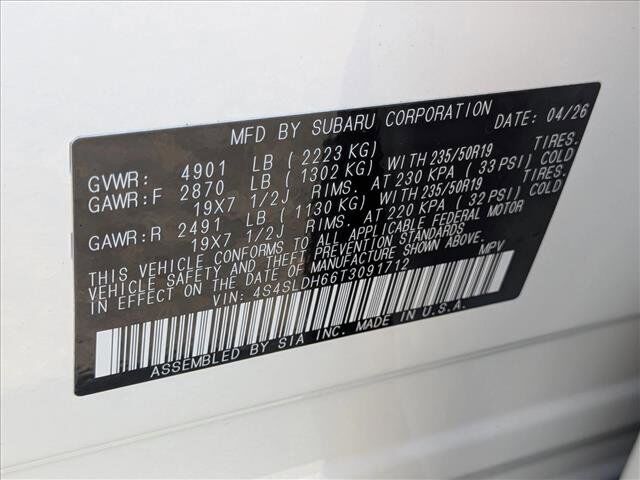 MFD BY SUBARU CORPORATION DATE: 04/26
GVWR: 4901 LB (2223 KG)
GAWR:F 2870 LB (1302 KG) WITH 235/50R19 TIRES.
19X7 1/2J RIMS. AT 230 KPA (33 PSI) COLD
GAWR:R 2491 LB (1130 KG) WITH 235/50R19 TIRES.
19X7 1/2J RIMS. AT 220 KPA (32 PSI) COLD
THIS VEHICLE CONFORMS TO ALL APPLICABLE FEDERAL MOTOR
VEHICLE SAFETY AND THEFT PREVENTION STANDARDS
IN EFFECT ON THE DATE OF MANUFACTURE SHOWN ABOVE.
VIN: 4S4SLDH66T3091712 MPV
ASSEMBLED BY SIA INC. MADE IN U.S.A.